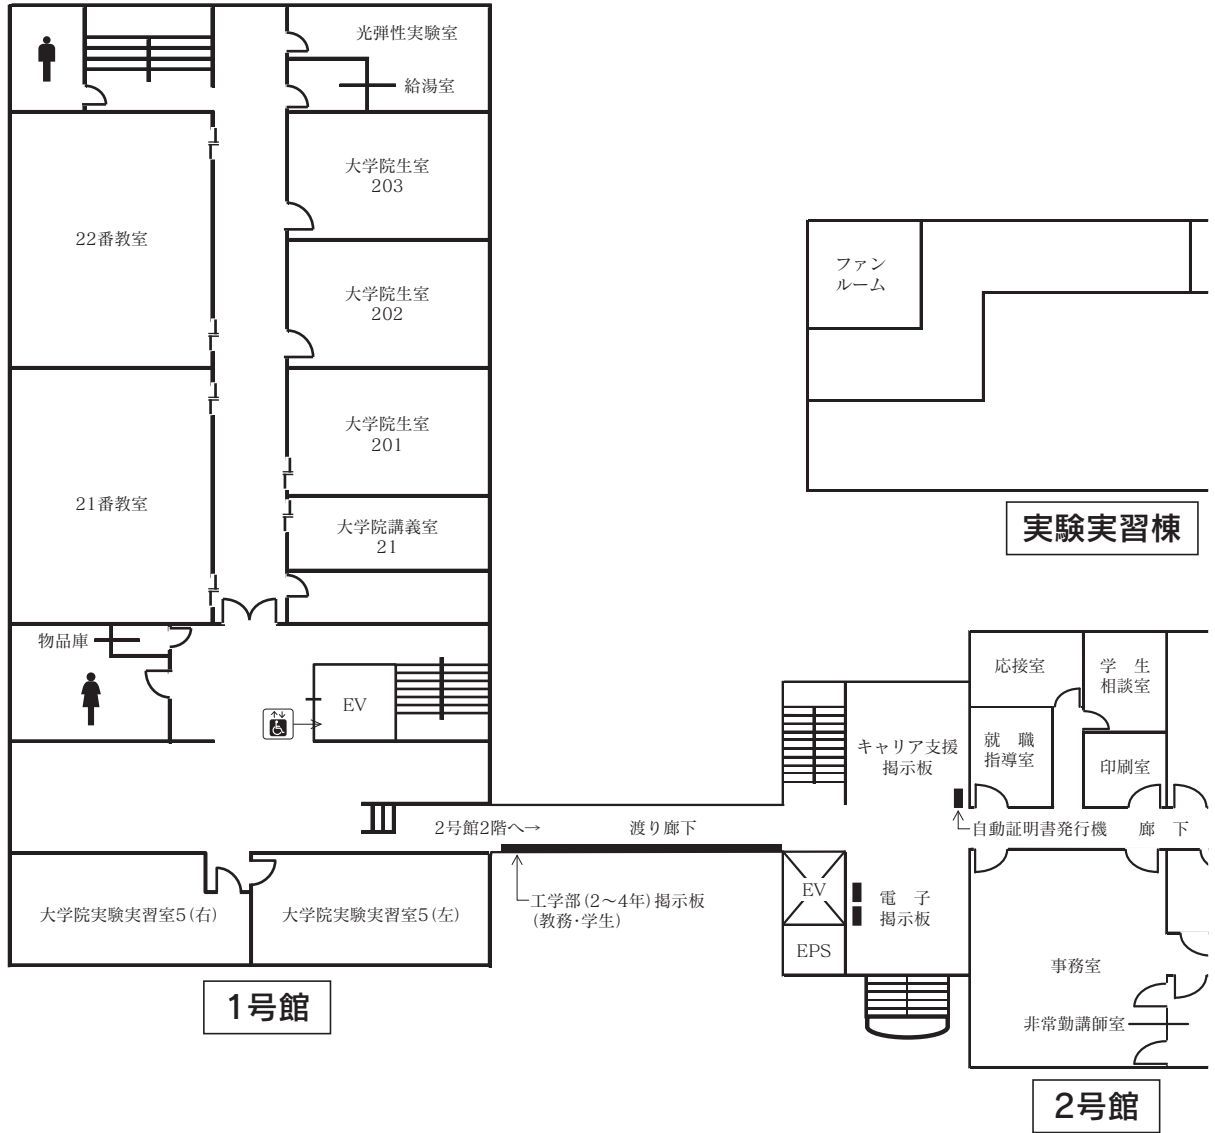 光弾性実験室
給湯室
大学院生室
203
22番教室
大学院生室
202
大学院生室
201
21番教室
大学院講義室
21
物品庫
EV
2号館2階へ→
渡り廊下
工学部(2～4年)掲示板
(教務・学生)
大学院実験実習室5(右)
大学院実験実習室5(左)
1号館
ファン
ルーム
実験実習棟
応接室
学　生
相談室
キャリア支援
掲示板
就　職
指導室
印刷室
自動証明書発行機
廊　下
EV
電　子
掲示板
EPS
事務室
非常勤講師室
2号館